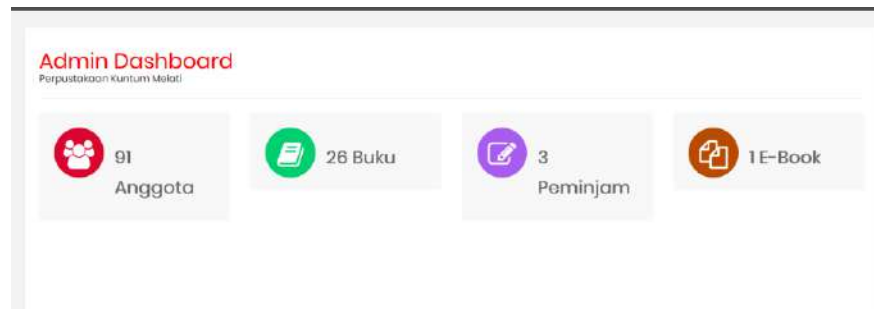 Admin Dashboard
Perpustakaan Kuntum Melati
91
Anggota
26 Buku
3
Peminjam
1 E-Book